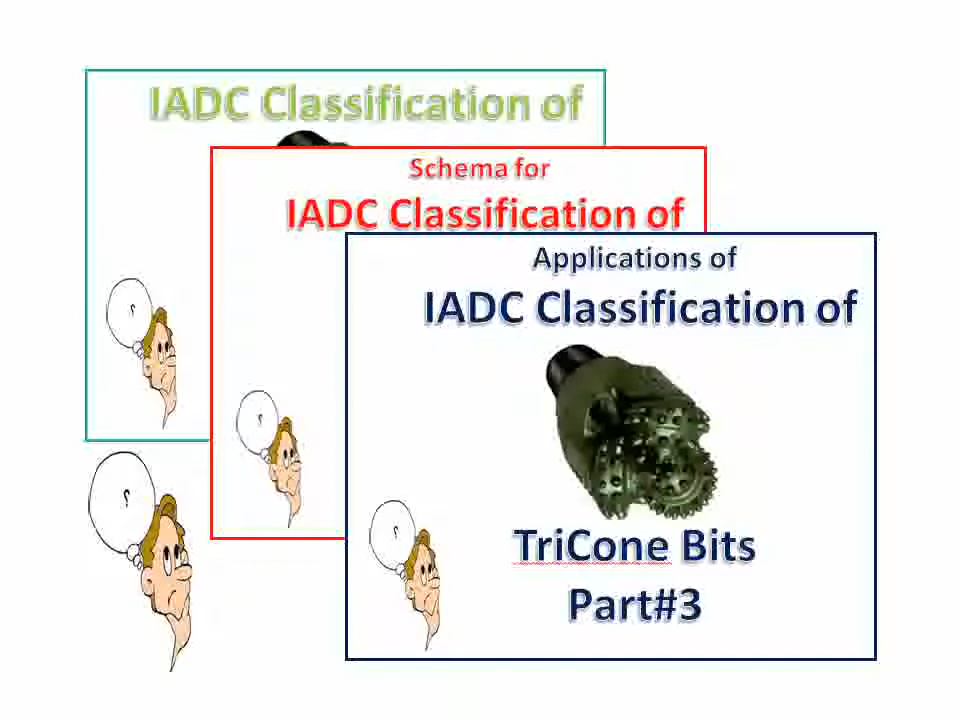 IADC Classification of
Schema for
IADC Classification of
Applications of
IADC Classification of
TriCone Bits
Part#3
?
?
?
?